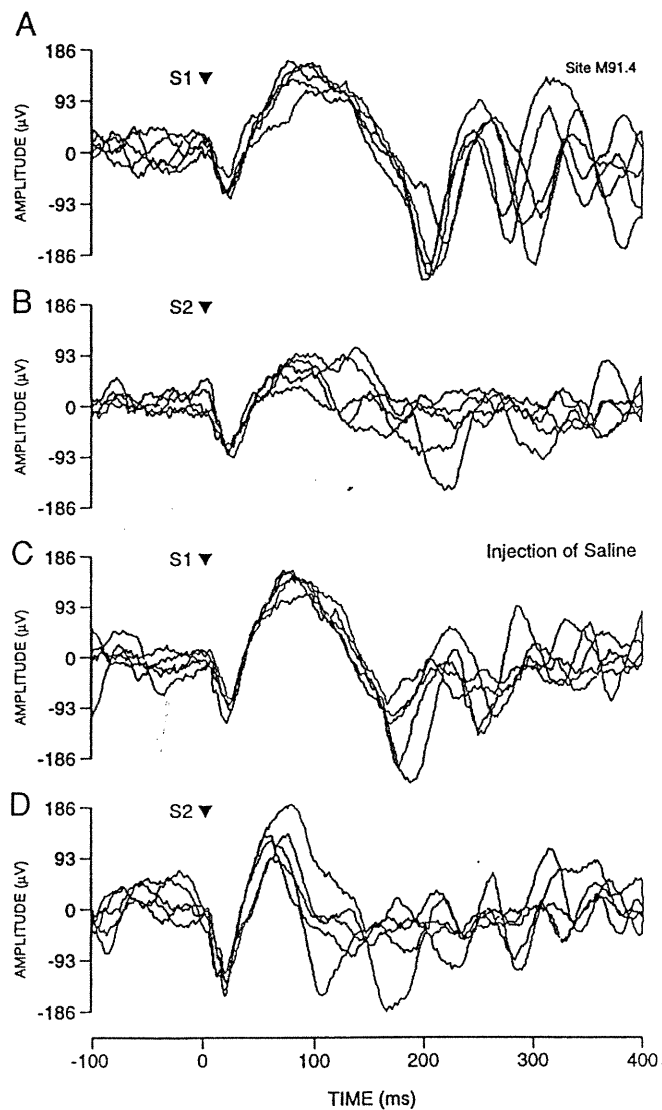 A
186
S1 ▼
Site M91.4
93
0
-93
-186
AMPLITUDE (µV)
B
186
S2 ▼
93
0
-93
-186
AMPLITUDE (µV)
C
186
S1 ▼
Injection of Saline
93
0
-93
-186
AMPLITUDE (µV)
D
186
S2 ▼
93
0
-93
-186
AMPLITUDE (µV)
-100 0 100 200 300 400
TIME (ms)